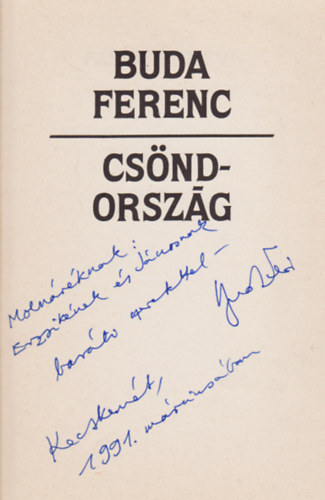 BUDA
FERENC
CSÖND-
ORSZÁG
Molnáréknak:
Erzsikének és Jánosnak
baráti szeretettel –
Kecskemét,
1991. márciusában